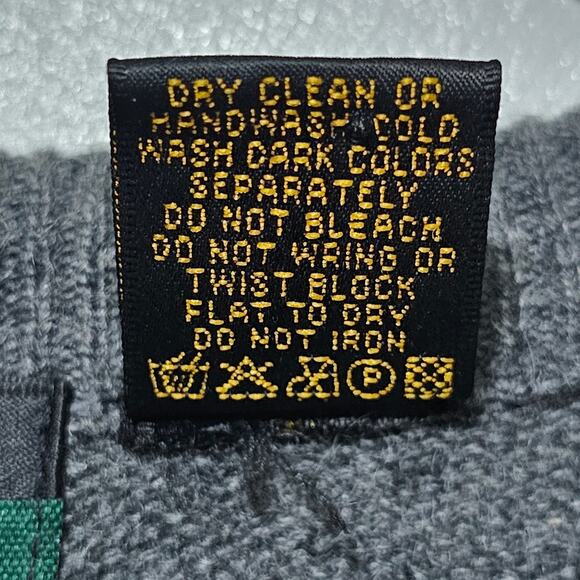 DRY CLEAN OR
HANDWASH COLD
WASH DARK COLORS
SEPARATELY
DO NOT BLEACH
DO NOT WRING OR
TWIST BLOCK
FLAT TO DRY
DO NOT IRON
P